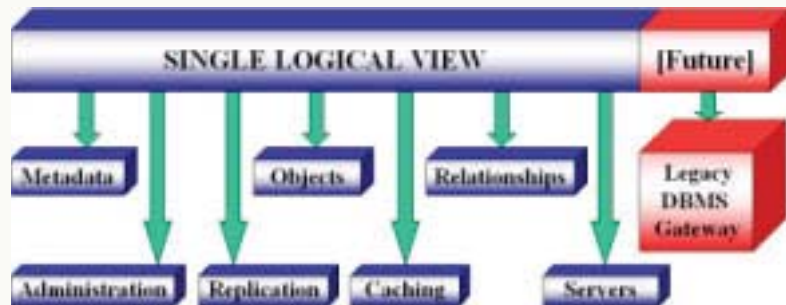 SINGLE LOGICAL VIEW
[Future]
Metadata
Objects
Relationships
Legacy
DBMS
Gateway
Administration
Replication
Caching
Servers